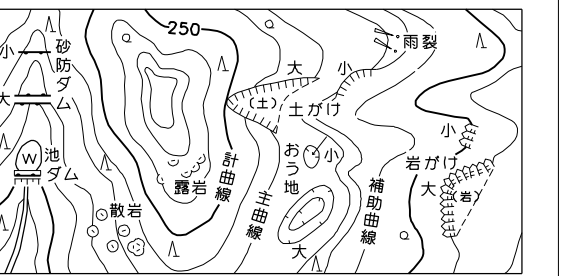 250
小
砂防ダム
大
W
池
ダム
露岩
散岩
計曲線
主曲線
大
(土)
土がけ
小
雨裂
おう地
小
大
補助曲線
小
岩がけ
大
(岩)